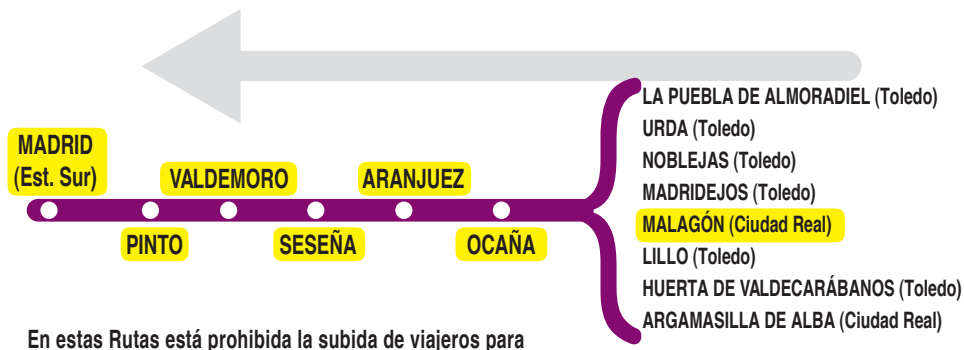 MADRID
(Est. Sur)
VALDEMORO
ARANJUEZ
PINTO
SESEÑA
OCAÑA
LA PUEBLA DE ALMORADIEL (Toledo)
URDA (Toledo)
NOBLEJAS (Toledo)
MADRIDEJOS (Toledo)
MALAGÓN (Ciudad Real)
LILLO (Toledo)
HUERTA DE VALDECARÁBANOS (Toledo)
ARGAMASILLA DE ALBA (Ciudad Real)
En estas Rutas está prohibida la subida de viajeros para